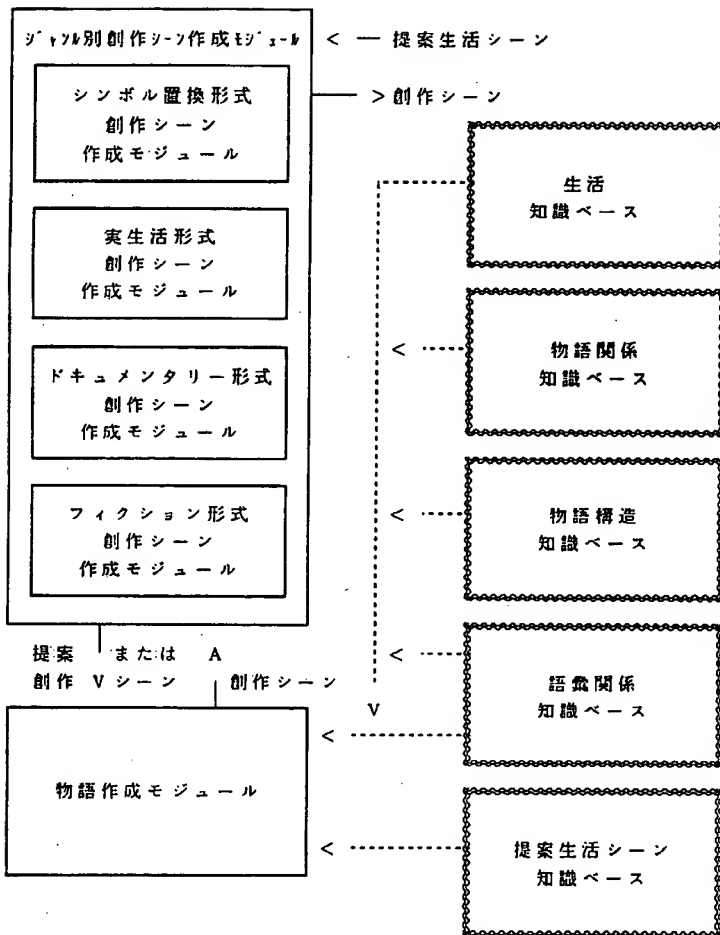 ジャンル別創作シーン作成モジュール
< ― 提案生活シーン
シンボル置換形式
創作シーン
作成モジュール
> 創作シーン
実生活形式
創作シーン
作成モジュール
ドキュメンタリー形式
創作シーン
作成モジュール
フィクション形式
創作シーン
作成モジュール
提案 または A
創作 V シーン 創作シーン
物語作成モジュール
生活
知識ベース
<
物語関係
知識ベース
<
物語構造
知識ベース
<
語彙関係
知識ベース
V
<
<
提案生活シーン
知識ベース